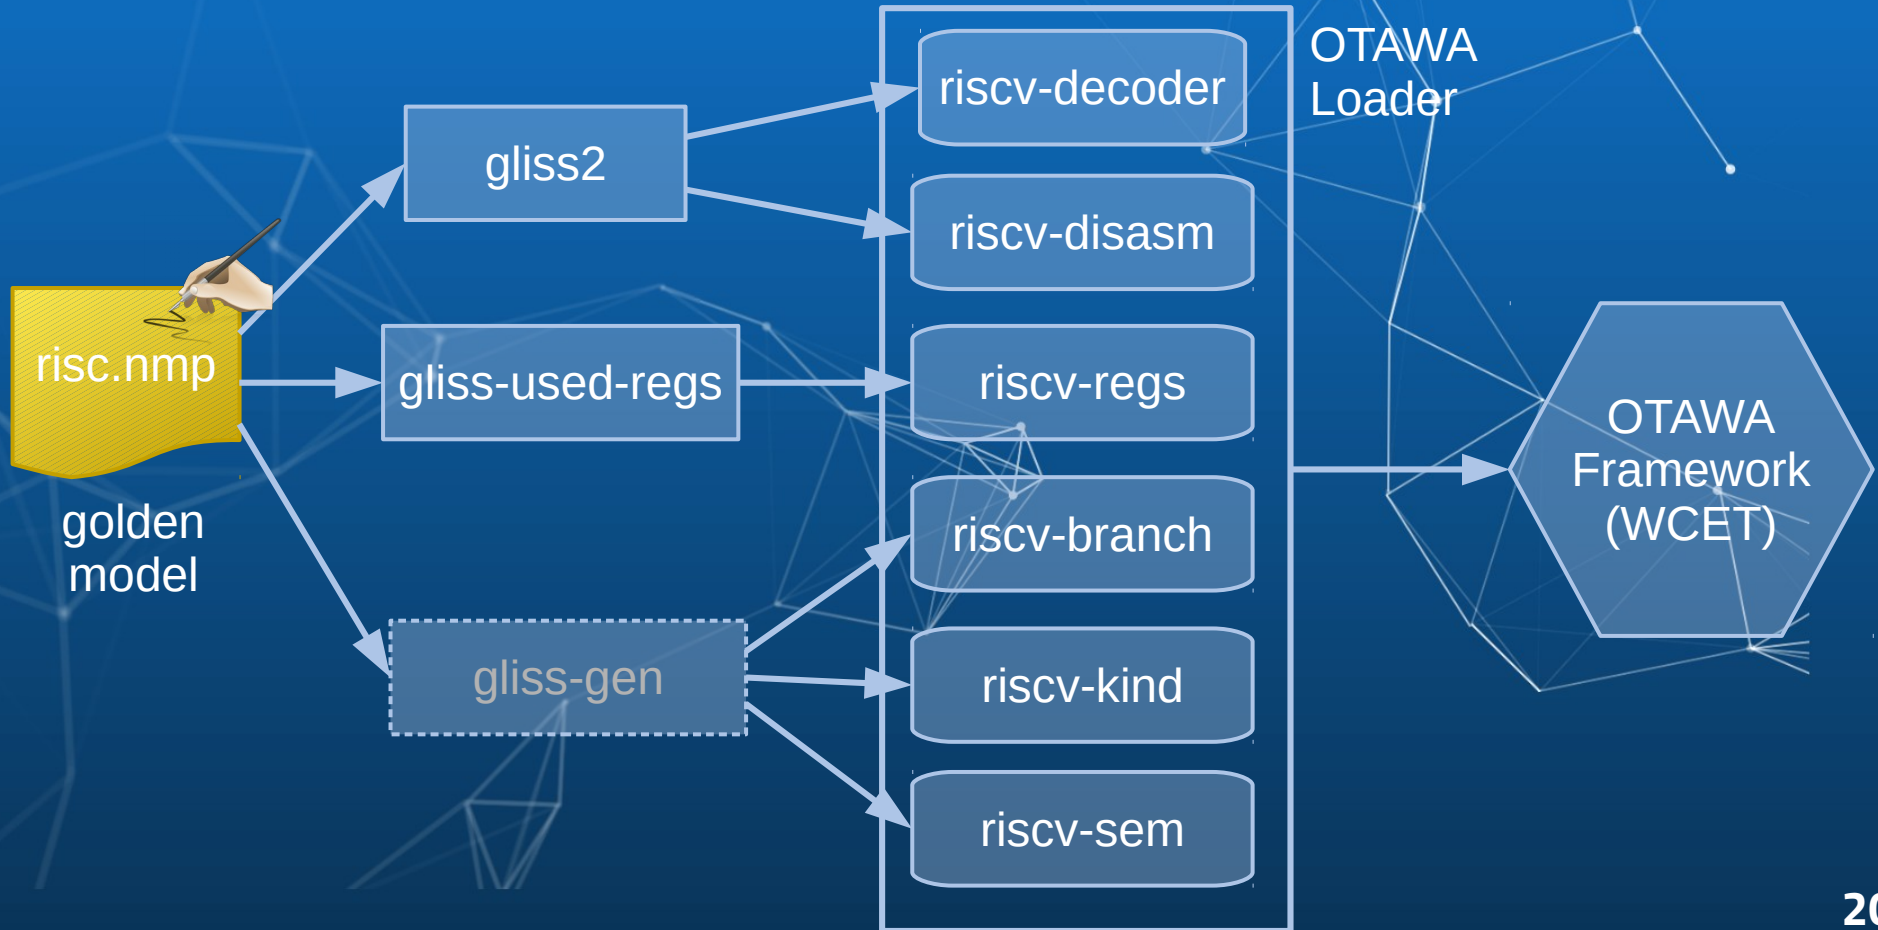 riscv-decoder
OTAWA
Loader
gliss2
riscv-disasm
risc.nmp
gliss-used-regs
riscv-regs
OTAWA
Framework
(WCET)
golden
model
riscv-branch
gliss-gen
riscv-kind
riscv-sem
20